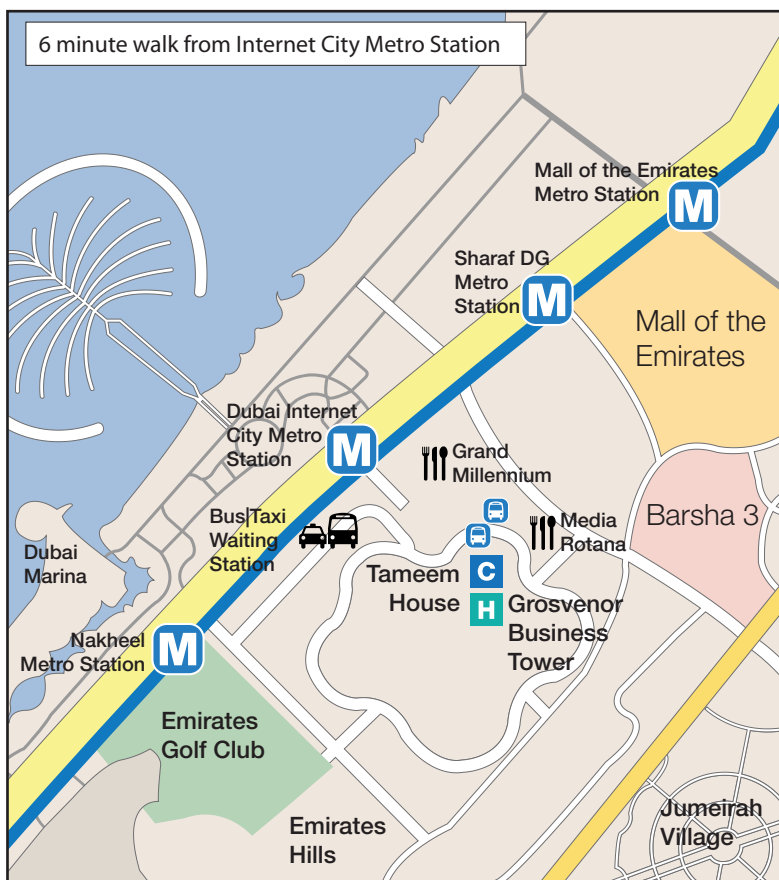 6 minute walk from Internet City Metro Station
Mall of the Emirates
Metro Station
M
Sharaf DG
Metro
Station
M
Mall of the
Emirates
Dubai Internet
City Metro
Station
M
Grand
Millennium
Barsha 3
Bus|Taxi
Waiting
Station
Media
Rotana
Dubai
Marina
Tameem
House
C
H
Grosvenor
Business
Tower
Nakheel
Metro Station
M
Emirates
Golf Club
Emirates
Hills
Jumeirah
Village